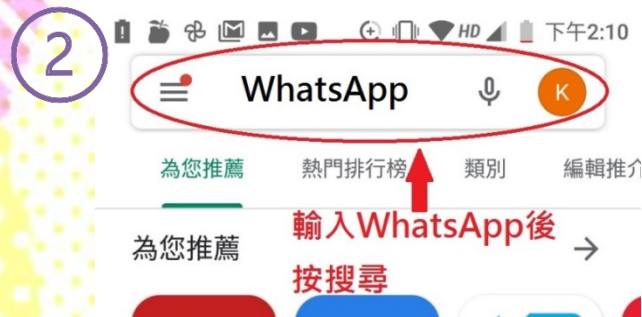 ②
HD 下午2:10
WhatsApp K
為您推薦 熱門排行榜 類別 編輯推介
為您推薦
輸入WhatsApp後
按搜尋